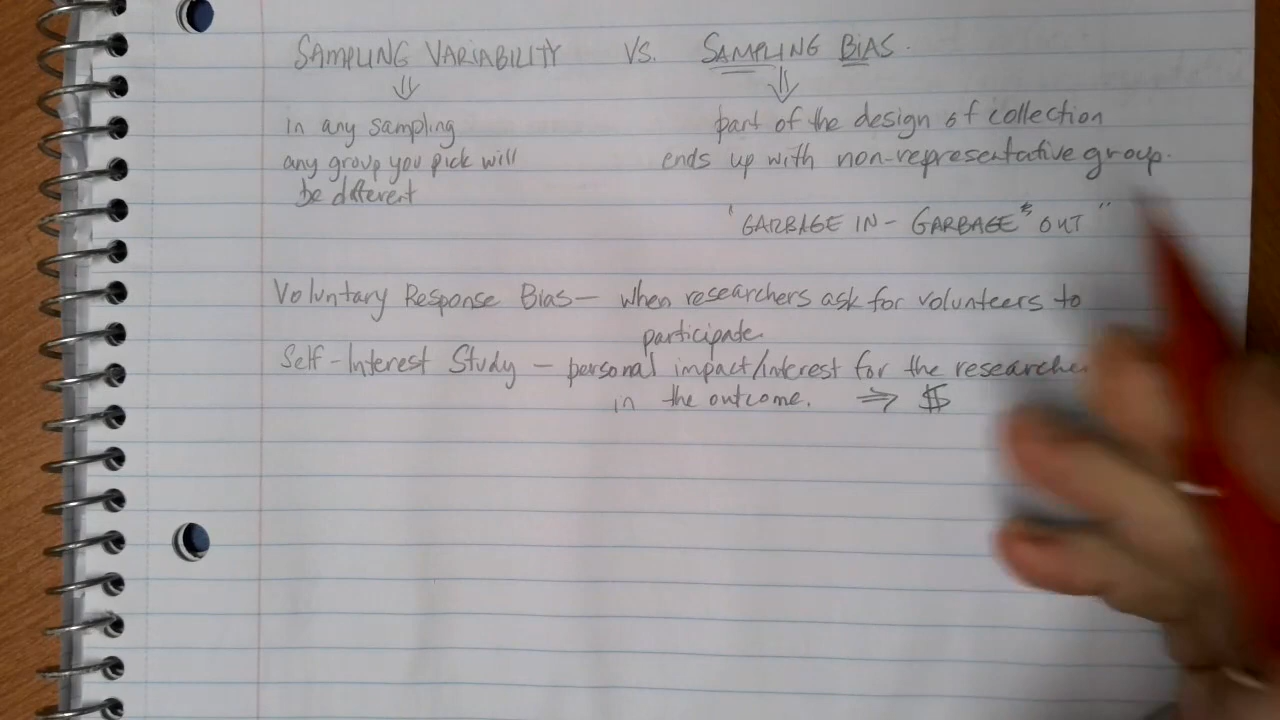 SAMPLING VARIABILITY VS. SAMPLING BIAS.
⇓ ⇓
in any sampling
any group you pick will
be different
part of the design of collection
ends up with non-representative group.
"GARBAGE IN - GARBAGE OUT"
Voluntary Response Bias - when researchers ask for volunteers to
participate
Self-Interest Study - personal impact/interest for the
in the outcome. ⇒ $